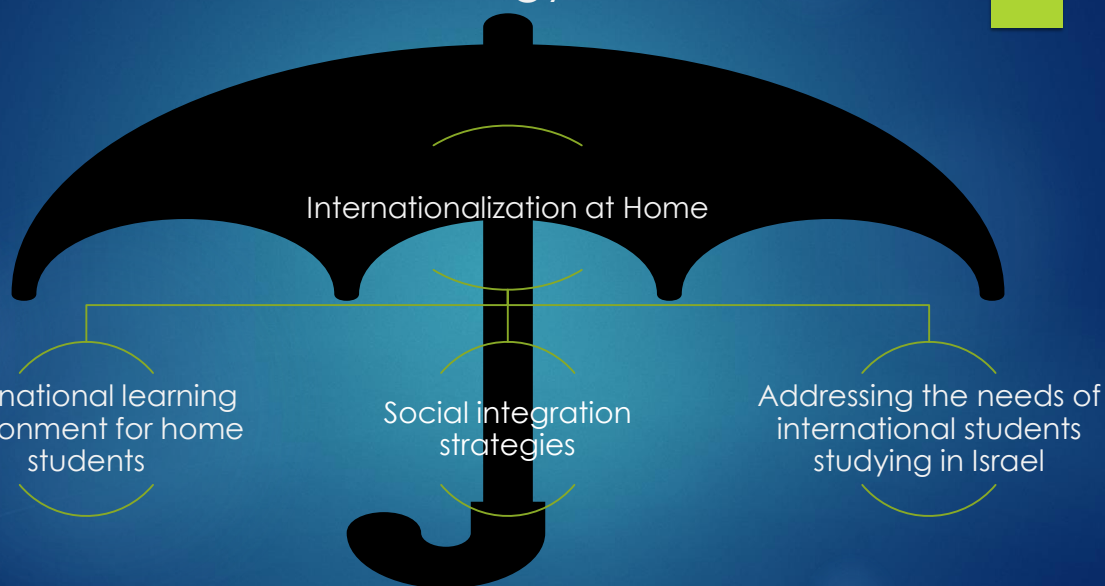 Internationalization at Home
national learning
onment for home
students
Social integration
strategies
Addressing the needs of
international students
studying in Israel